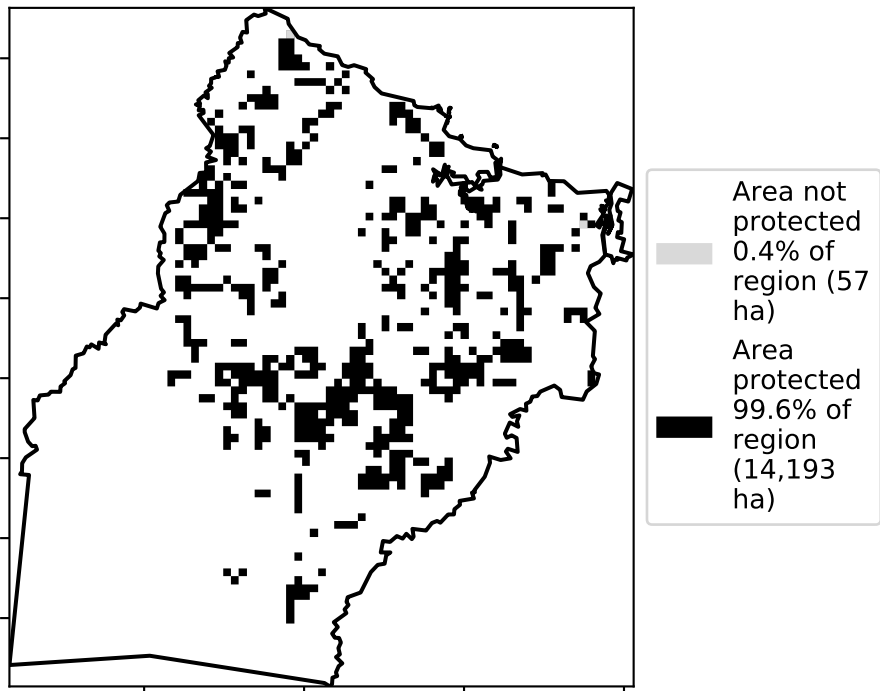 Area not
protected
0.4% of
region (57
ha)
Area
protected
99.6% of
region
(14,193
ha)